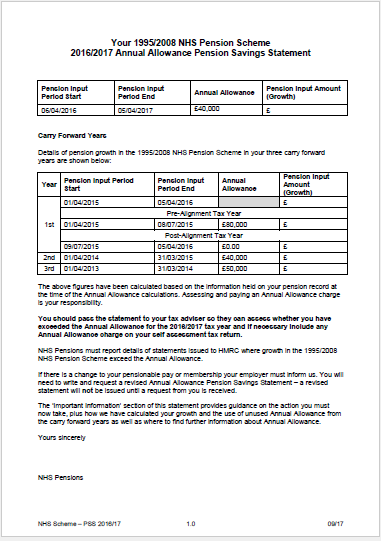 Your 1995/2008 NHS Pension Scheme
2016/2017 Annual Allowance Pension Savings Statement
Pension Input Period Start | Pension Input Period End | Annual Allowance | Pension Input Amount (Growth)
06/04/2016 | 05/04/2017 | £40,000 | £
Carry Forward Years
Details of pension growth in the 1995/2008 NHS Pension Scheme in your three carry forward
years are shown below:
Year | Pension Input Period Start | Pension Input Period End | Annual Allowance | Pension Input Amount (Growth)
1st | 01/04/2015 | 05/04/2016 | | £
Pre-Alignment Tax Year
01/04/2015 | 08/07/2015 | £80,000 | £
Post-Alignment Tax Year
09/07/2015 | 05/04/2016 | £0.00 | £
2nd | 01/04/2014 | 31/03/2015 | £40,000 | £
3rd | 01/04/2013 | 31/03/2014 | £50,000 | £
The above figures have been calculated based on the information held on your pension record at
the time of the Annual Allowance calculations. Assessing and paying an Annual Allowance charge
is your responsibility.
You should pass the statement to your tax adviser so they can assess whether you have
exceeded the Annual Allowance for the 2016/2017 tax year and if necessary include any
Annual Allowance charge on your self assessment tax return.
NHS Pensions must report details of statements issued to HMRC where growth in the 1995/2008
NHS Pension Scheme exceed the Annual Allowance.
If there is a change to your pensionable pay or membership your employer must inform us. You will
need to write and request a revised Annual Allowance Pension Savings Statement – a revised
statement will not be issued until a request from you is received.
The 'Important Information' section of this statement provides guidance on the action you must
now take, plus how we have calculated your growth and the use of unused Annual Allowance from
the carry forward years as well as where to find further information about Annual Allowance.
Yours sincerely
NHS Pensions
NHS Scheme – PSS 2016/17 1.0 09/17